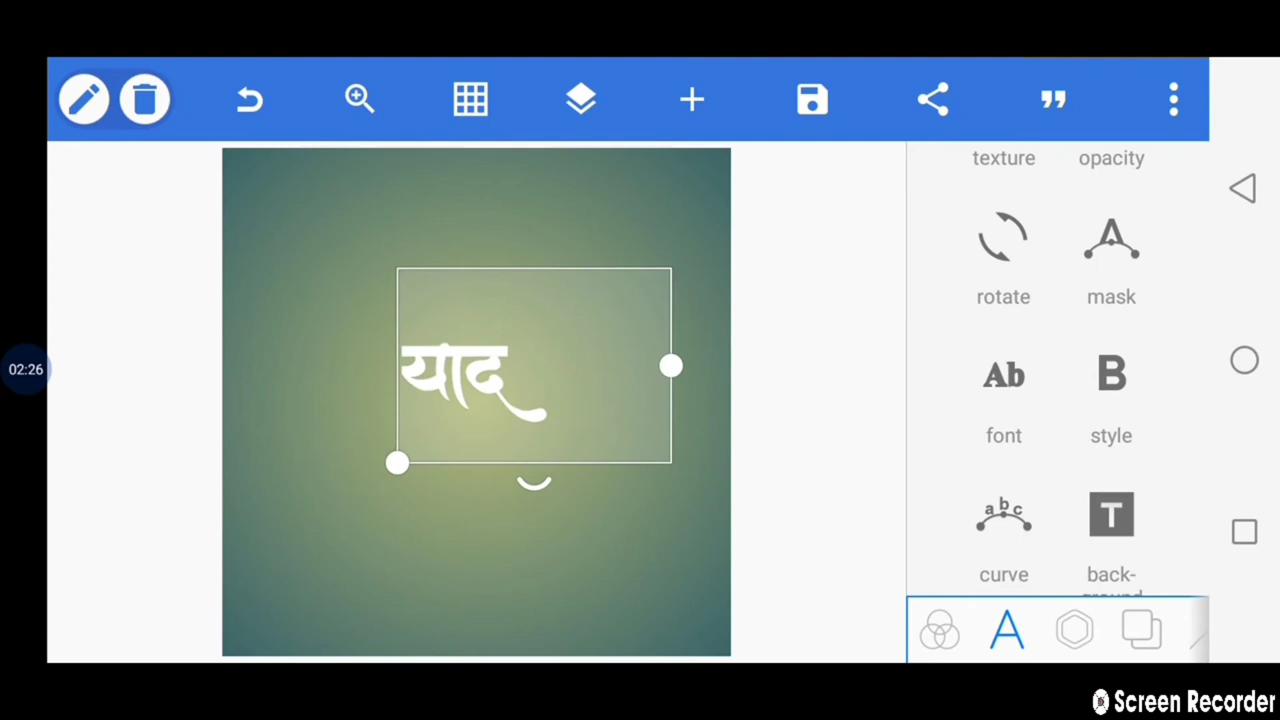 texture opacity
rotate mask
याद
02:26
Ab B
font style
abc T
curve back-
Screen Recorder